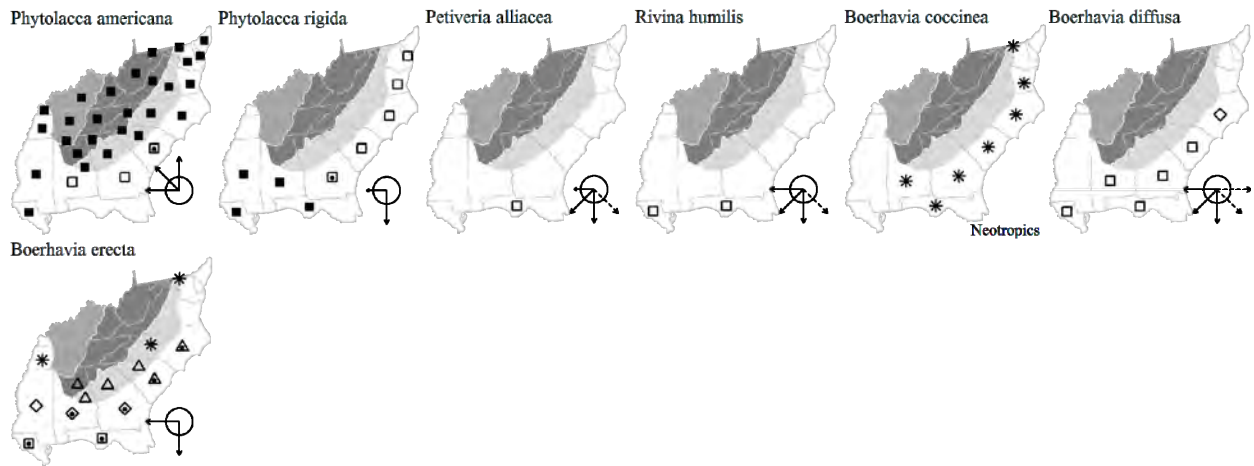 Phytolacca americana
Phytolacca rigida
Petiveria alliacea
Rivina humilis
Boerhavia coccinea
Boerhavia diffusa
Neotropics
Boerhavia erecta